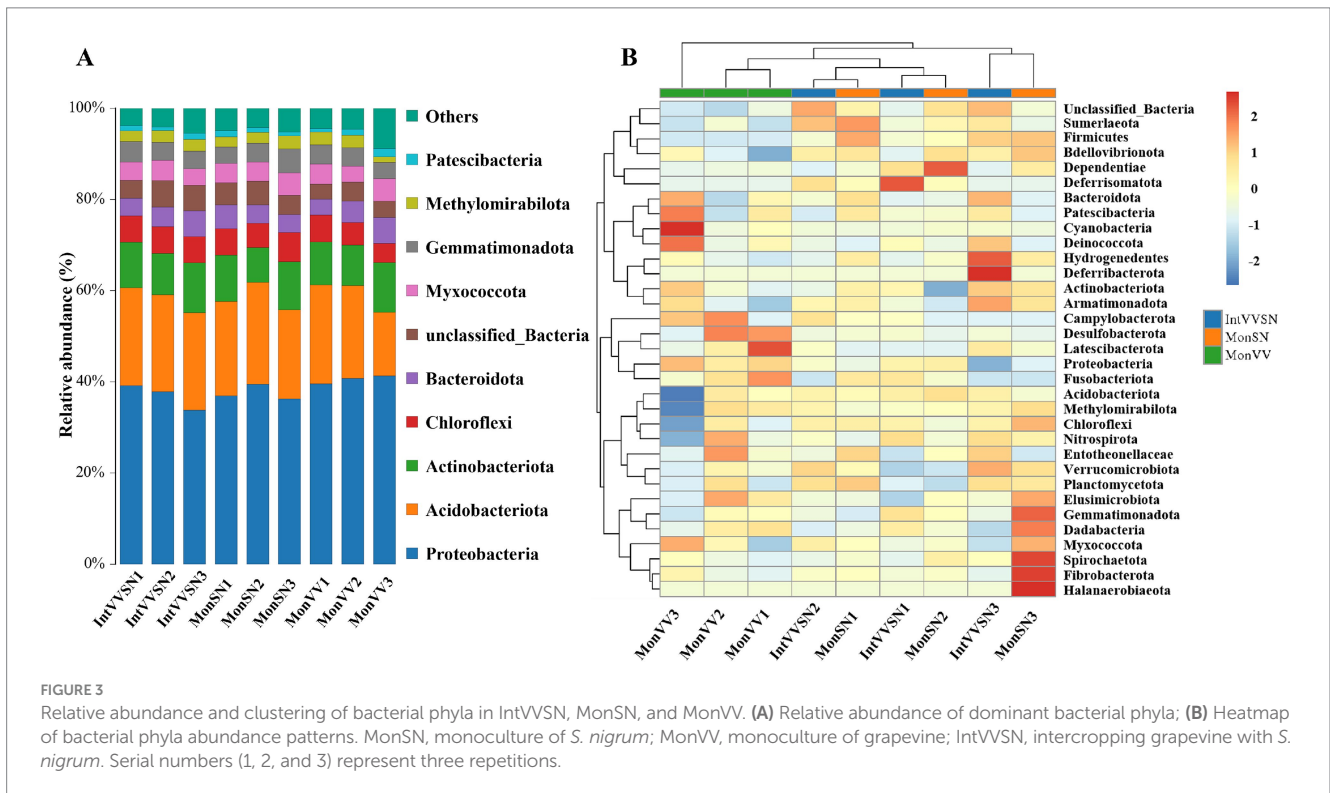 A
100%
80%
60%
40%
20%
0%
Relative abundance (%)
IntVVSN1
IntVVSN2
IntVVSN3
MonSN1
MonSN2
MonSN3
MonVV1
MonVV2
MonVV3
Others
Patescibacteria
Methylomirabilota
Gemmatimonadota
Myxococcota
unclassified_Bacteria
Bacteroidota
Chloroflexi
Actinobacteriota
Acidobacteriota
Proteobacteria
B
Unclassified_Bacteria
Sumerlaeota
Firmicutes
Bdellovibrionota
Dependentiae
Deferrisomatota
Bacteroidota
Patescibacteria
Cyanobacteria
Deinococcota
Hydrogenedentes
Deferribacterota
Actinobacteriota
Armatimonadota
Campylobacterota
Desulfobacterota
Latescibacterota
Proteobacteria
Fusobacteriota
Acidobacteriota
Methylomirabilota
Chloroflexi
Nitrospirota
Entotheonellaeota
Verrucomicrobiota
Planctomycetota
Elusimicrobiota
Gemmatimonadota
Dadabacteria
Myxococcota
Spirochaetota
Fibrobacterota
Halanaerobiaeota
MonVV3
MonVV2
MonVV1
IntVVSN2
MonSN1
IntVVSN1
MonSN2
IntVVSN3
MonSN3
2
1
0
-1
-2
IntVVSN
MonSN
MonVV
FIGURE 3
Relative abundance and clustering of bacterial phyla in IntVVSN, MonSN, and MonVV. (A) Relative abundance of dominant bacterial phyla; (B) Heatmap
of bacterial phyla abundance patterns. MonSN, monoculture of S. nigrum; MonVV, monoculture of grapevine; IntVVSN, intercropping grapevine with S.
nigrum. Serial numbers (1, 2, and 3) represent three repetitions.